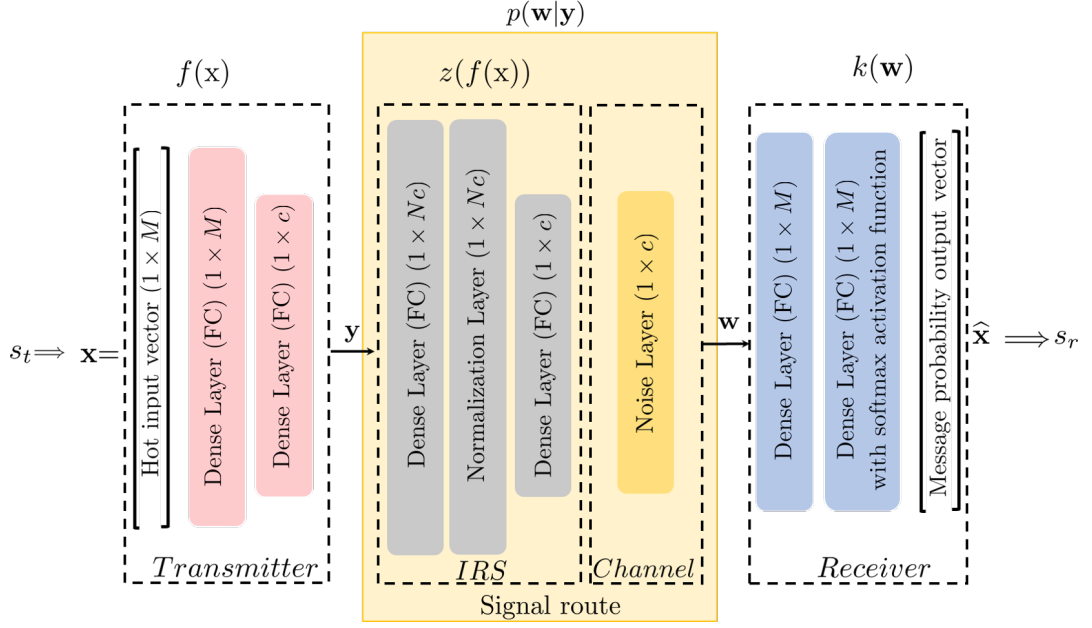 p(w|y)
f(x)
z(f(x))
k(w)
s_t ⟹ x=
Hot input vector (1 × M)
Dense Layer (FC) (1 × M)
Dense Layer (FC) (1 × c)
Transmitter
y
Dense Layer (FC) (1 × Nc)
Normalization Layer (1 × Nc)
Dense Layer (FC) (1 × c)
IRS
Noise Layer (1 × c)
Channel
Signal route
w
Dense Layer (FC) (1 × M)
Dense Layer (FC) (1 × M)
with softmax activation function
Message probability output vector
Receiver
x̂ ⟹ s_r